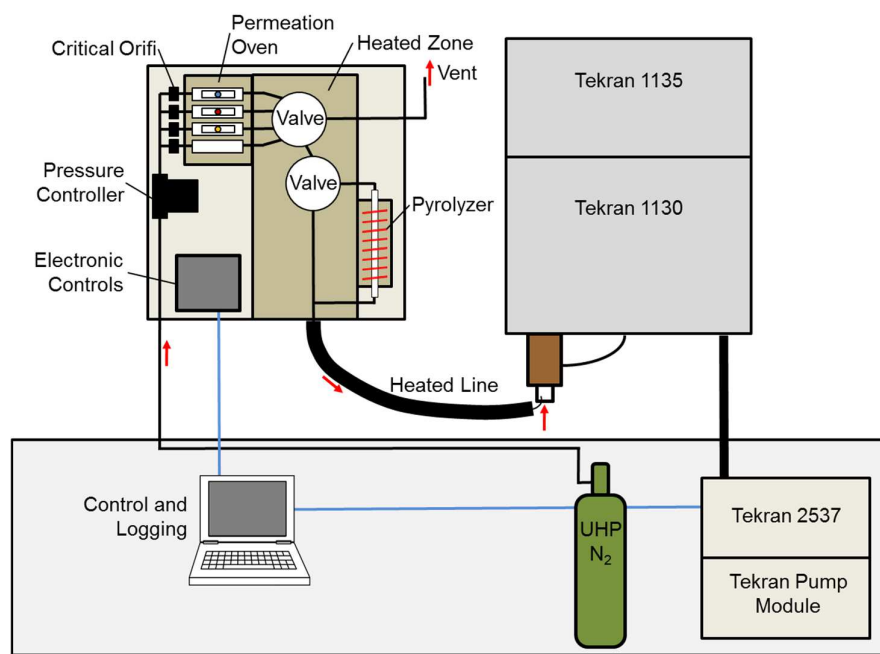 Permeation
Oven
Critical Orifi
Heated Zone
Vent
Tekran 1135
Valve
Valve
Pressure
Controller
Pyrolyzer
Tekran 1130
Electronic
Controls
Heated Line
Control and
Logging
UHP
N₂
Tekran 2537
Tekran Pump
Module